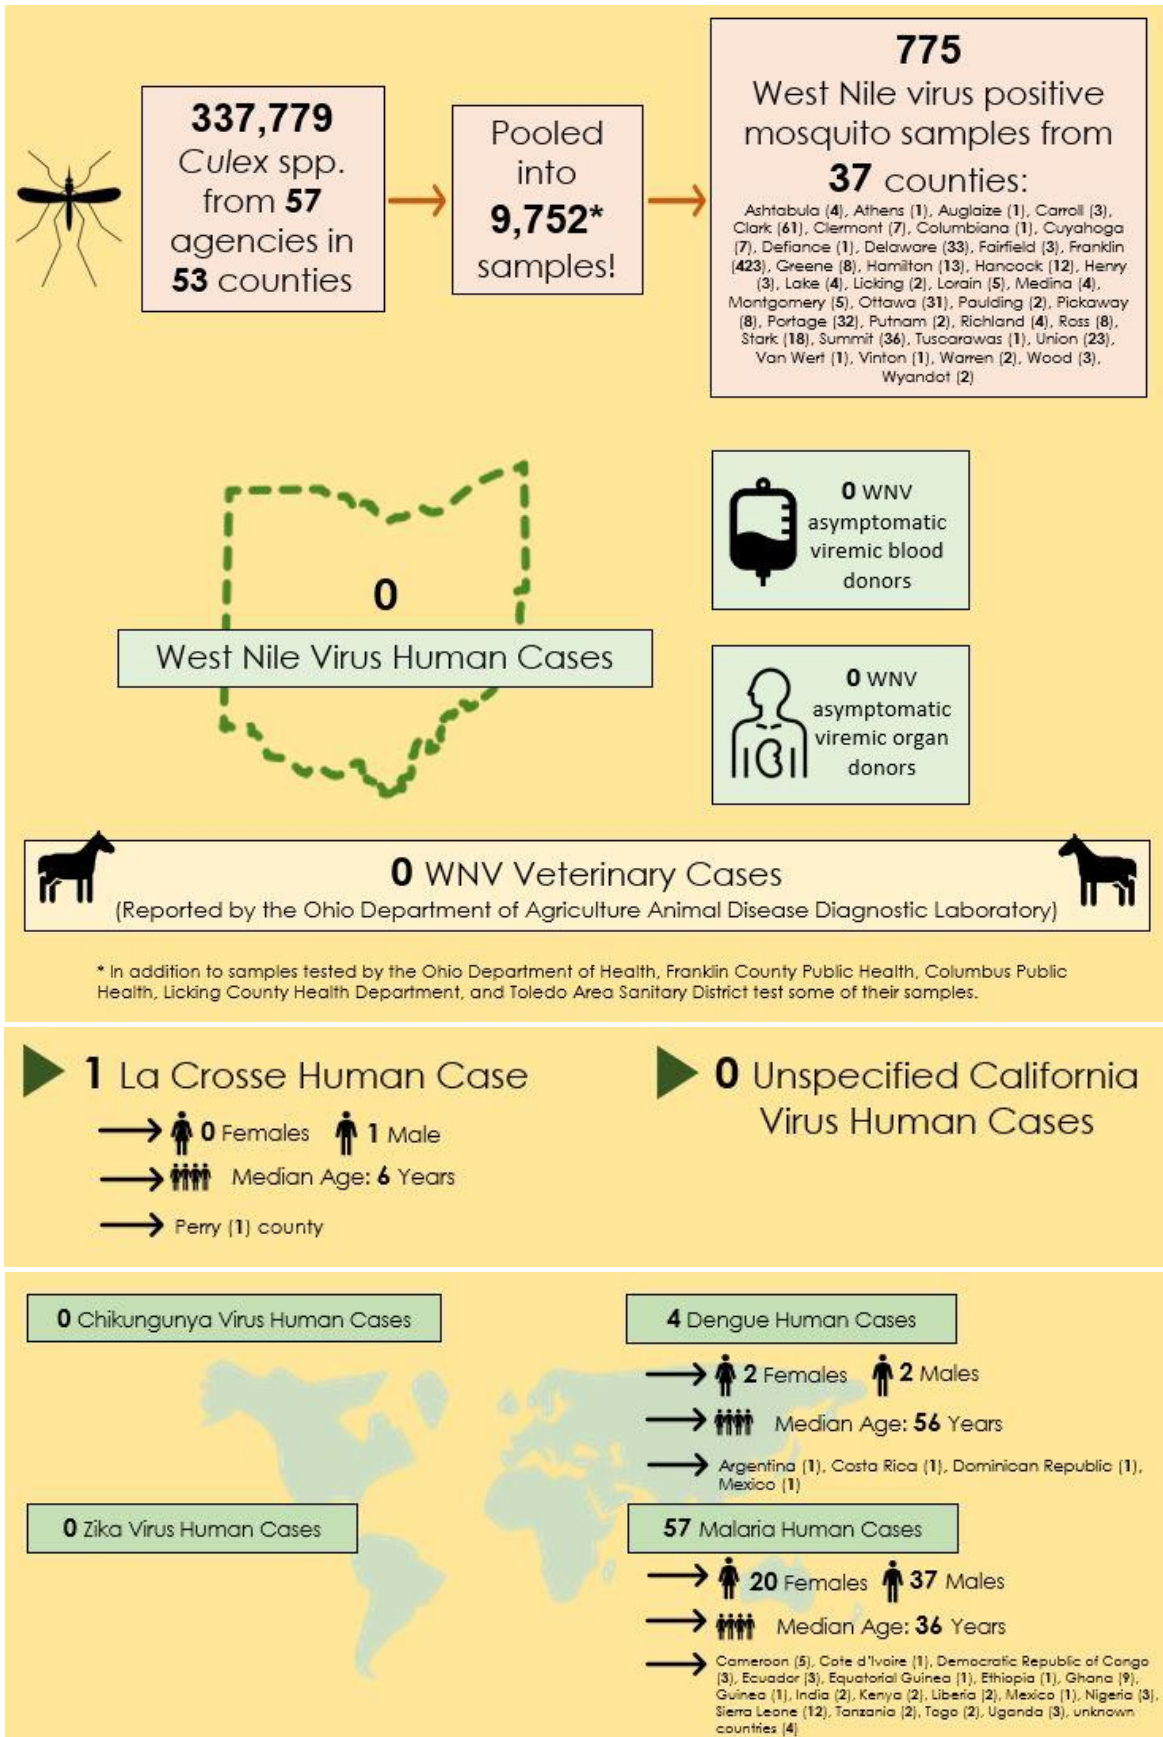 337,779
Culex spp.
from 57
agencies in
53 counties
Pooled
into
9,752*
samples!
775
West Nile virus positive
mosquito samples from
37 counties:
Ashtabula (4), Athens (1), Auglaize (1), Carroll (3),
Clark (61), Clermont (7), Columbiana (1), Cuyahoga
(7), Defiance (1), Delaware (33), Fairfield (3), Franklin
(423), Greene (8), Hamilton (13), Hancock (12), Henry
(3), Lake (4), Licking (2), Lorain (5), Medina (4),
Montgomery (5), Ottawa (31), Paulding (2), Pickaway
(8), Portage (32), Putnam (2), Richland (4), Ross (8),
Stark (18), Summit (36), Tuscarawas (1), Union (23),
Van Wert (1), Vinton (1), Warren (2), Wood (3),
Wyandot (2)
0
West Nile Virus Human Cases
0 WNV
asymptomatic
viremic blood
donors
0 WNV
asymptomatic
viremic organ
donors
0 WNV Veterinary Cases
(Reported by the Ohio Department of Agriculture Animal Disease Diagnostic Laboratory)
* In addition to samples tested by the Ohio Department of Health, Franklin County Public Health, Columbus Public
Health, Licking County Health Department, and Toledo Area Sanitary District test some of their samples.
1 La Crosse Human Case
0 Females 1 Male
Median Age: 6 Years
Perry (1) county
0 Unspecified California
Virus Human Cases
0 Chikungunya Virus Human Cases
4 Dengue Human Cases
2 Females 2 Males
Median Age: 56 Years
Argentina (1), Costa Rica (1), Dominican Republic (1),
Mexico (1)
0 Zika Virus Human Cases
57 Malaria Human Cases
20 Females 37 Males
Median Age: 36 Years
Cameroon (5), Cote d'Ivoire (1), Democratic Republic of Congo
(3), Ecuador (3), Equatorial Guinea (1), Ethiopia (1), Ghana (9),
Guinea (1), India (2), Kenya (2), Liberia (2), Mexico (1), Nigeria (3),
Sierra Leone (12), Tanzania (2), Togo (2), Uganda (3), unknown
countries (4)